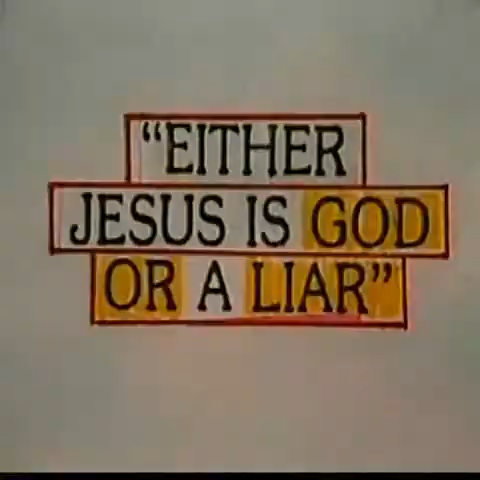 “EITHER
JESUS IS GOD
OR A LIAR”